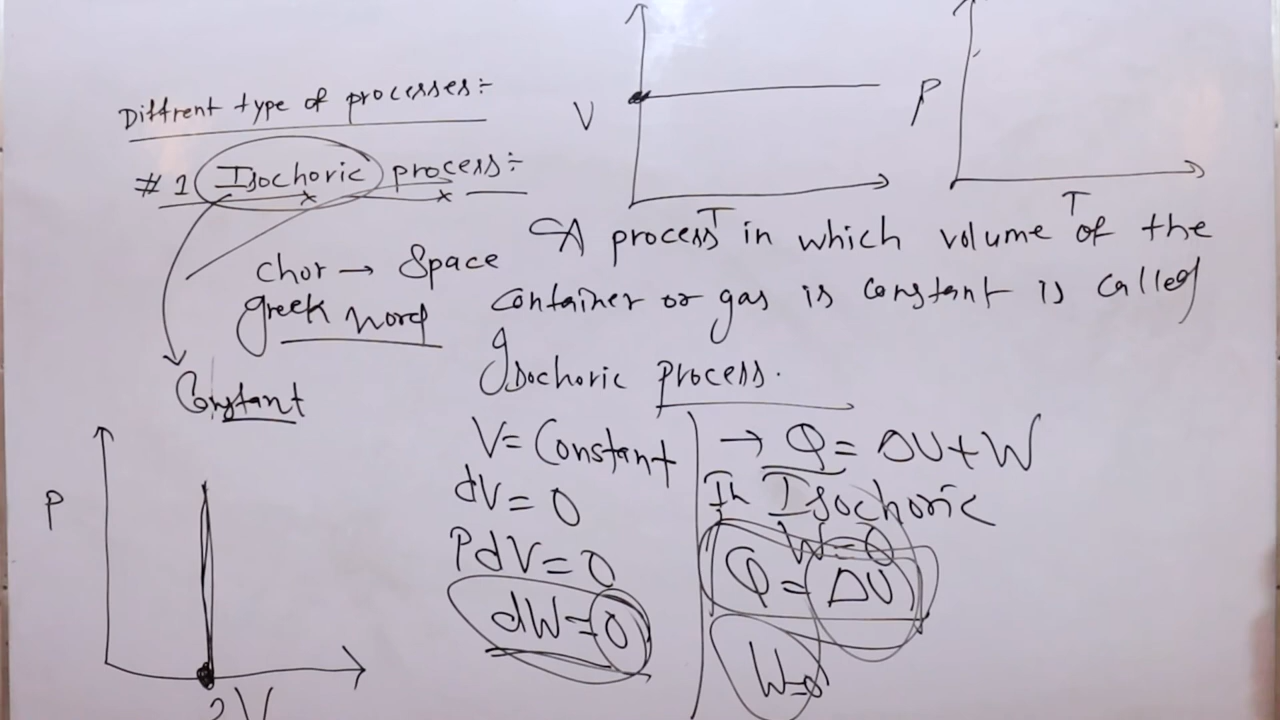 Diffrent type of processes:-
# 1 Isochoric process:-
chor → Space
greek word
Constant
V
T
P
T
A process in which volume of the
container or gas is constant is called
Isochoric process.
V = Constant
dV = 0
PdV = 0
dW = 0
→ Q = ΔU + W
In Isochoric
W = 0
Q = ΔU
W = 0
P
2 V